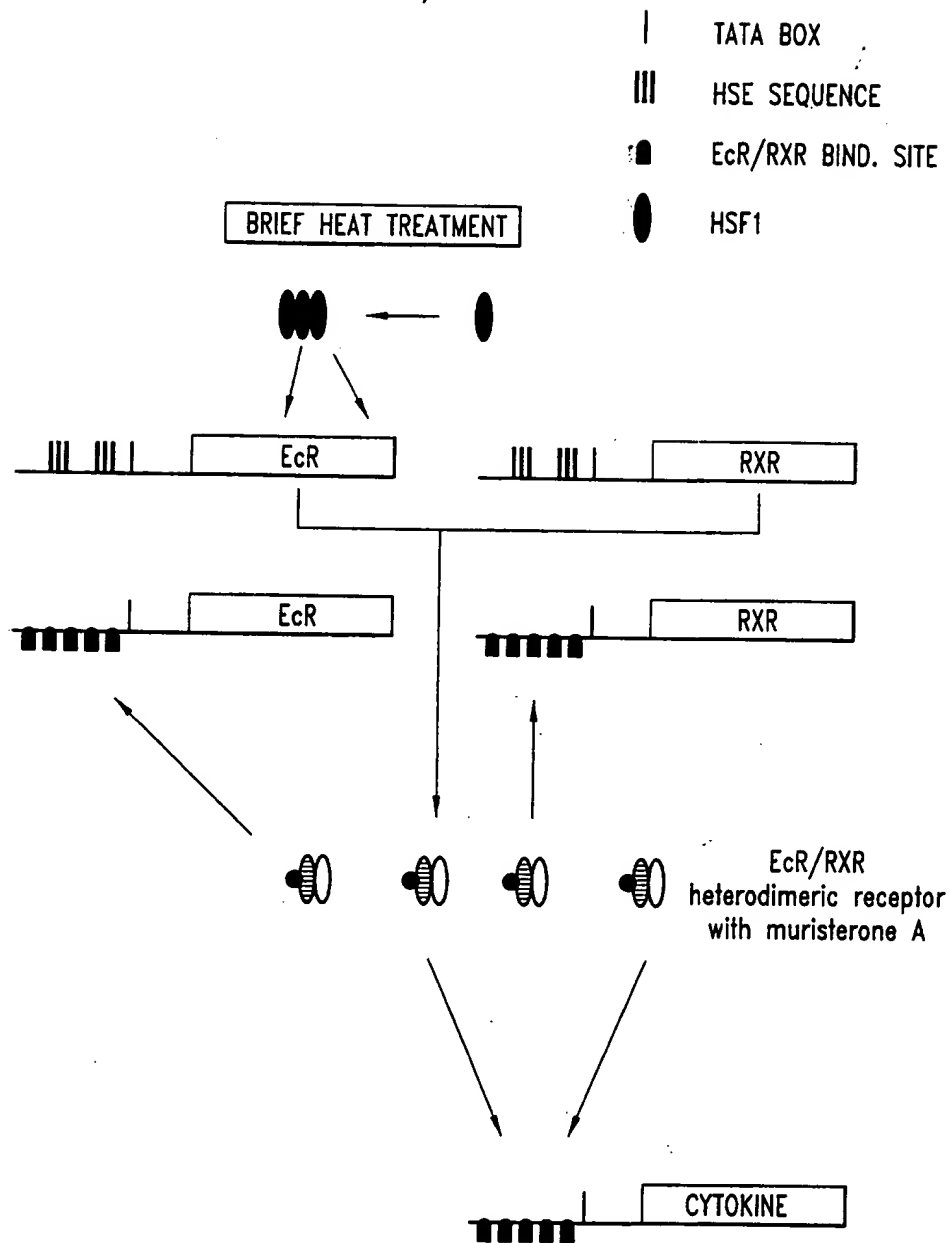 TATA BOX
HSE SEQUENCE
EcR/RXR BIND. SITE
HSF1
BRIEF HEAT TREATMENT
EcR
RXR
EcR
RXR
EcR/RXR
heterodimeric receptor
with muristerone A
CYTOKINE